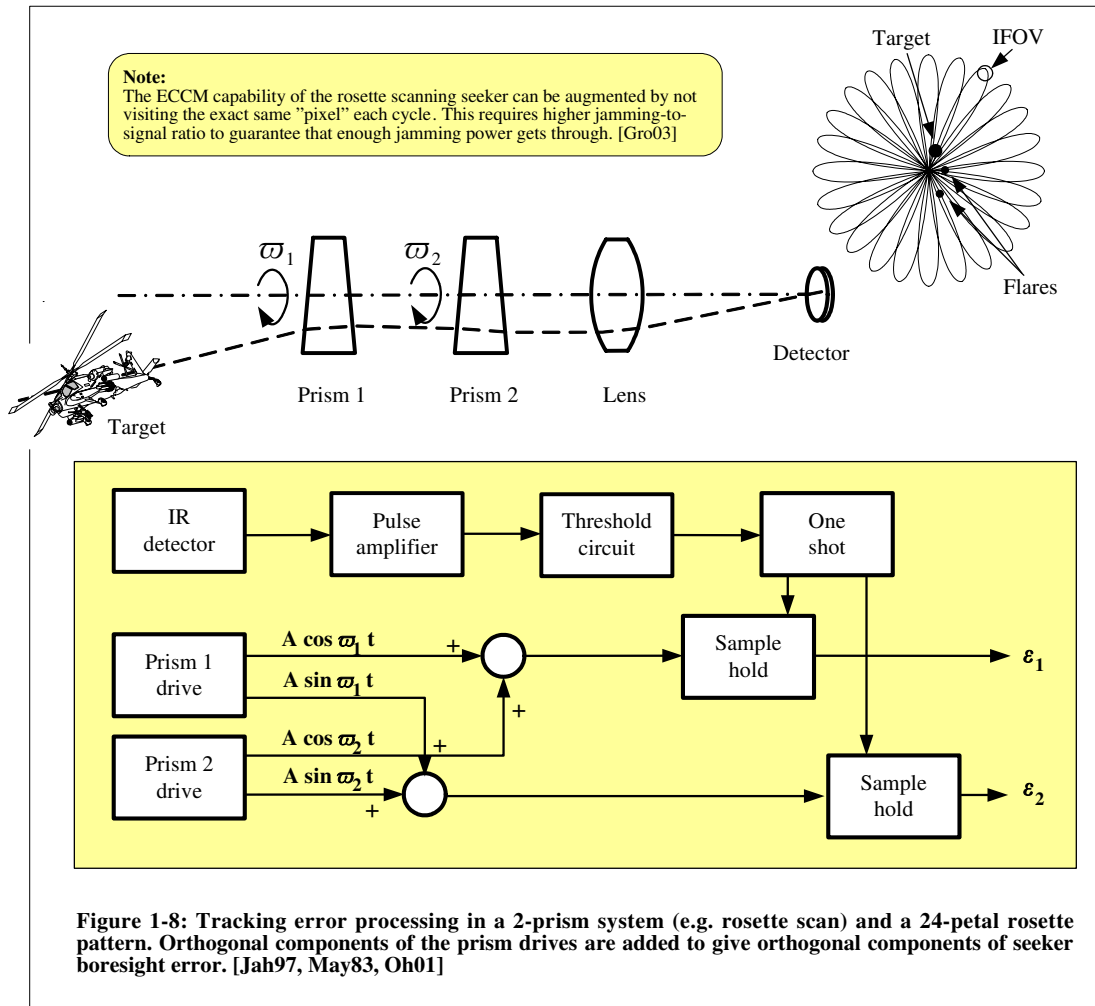 Note:
The ECCM capability of the rosette scanning seeker can be augmented by not
visiting the exact same ”pixel” each cycle. This requires higher jamming-to-
signal ratio to guarantee that enough jamming power gets through. [Gro03]
Target
IFOV
Flares
ϖ1
ϖ2
Detector
Prism 1
Prism 2
Lens
Target
IR
detector
Pulse
amplifier
Threshold
circuit
One
shot
Prism 1
drive
A cos ϖ1 t
+
A sin ϖ1 t
+
Sample
hold
ε1
Prism 2
drive
A cos ϖ2 t
+
A sin ϖ2 t
+
Sample
hold
ε2
Figure 1-8: Tracking error processing in a 2-prism system (e.g. rosette scan) and a 24-petal rosette
pattern. Orthogonal components of the prism drives are added to give orthogonal components of seeker
boresight error. [Jah97, May83, Oh01]